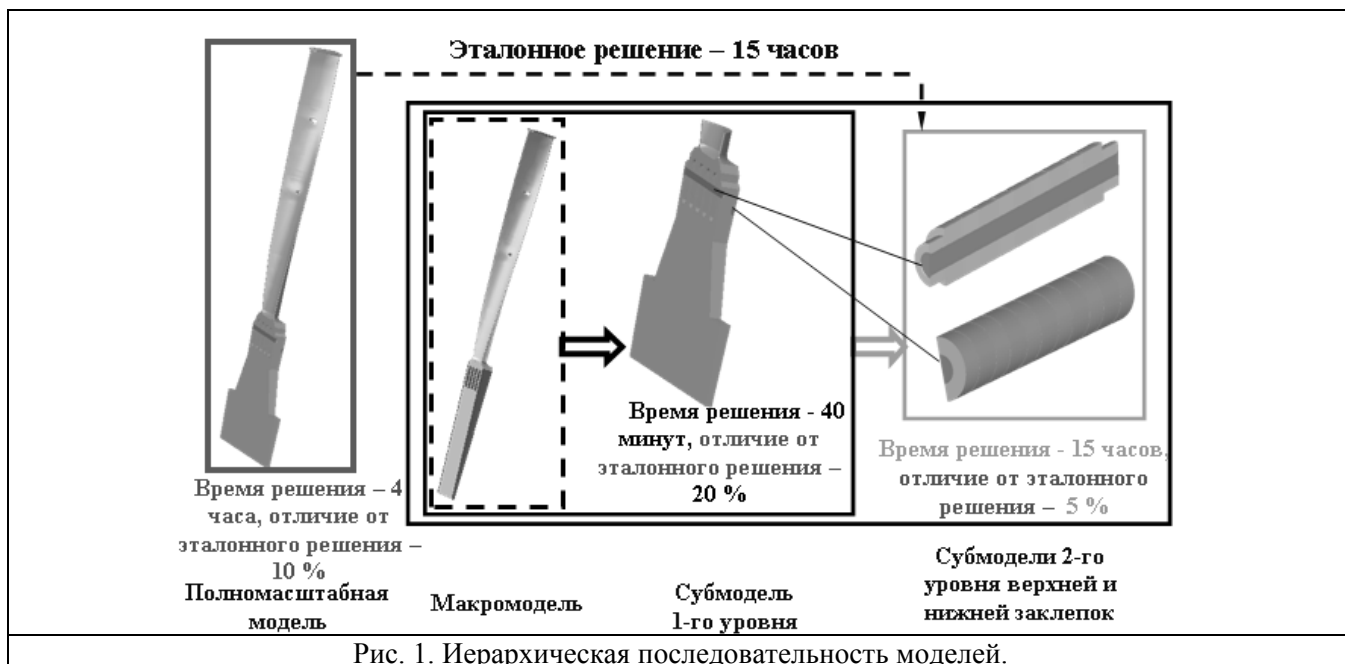 Эталонное решение – 15 часов
Время решения – 4
часа, отличие от
эталонного решения –
10 %
Полномасштабная
модель
Макромодель
Время решения - 40
минут, отличие от
эталонного решения –
20 %
Субмодель
1-го уровня
Время решения - 15 часов,
отличие от эталонного
решения – 5 %
Субмодели 2-го
уровня верхней и
нижней заклепок
Рис. 1. Иерархическая последовательность моделей.